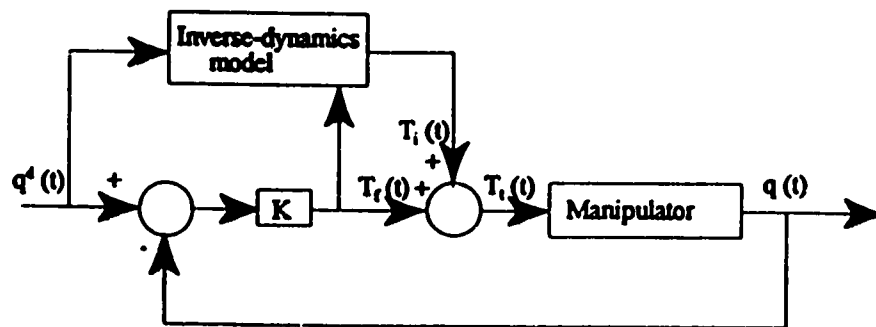 Inverse-dynamics
model
T_i (t)
+
q^d (t)
+
K
T_f (t) +
T_t (t)
Manipulator
q (t)
-